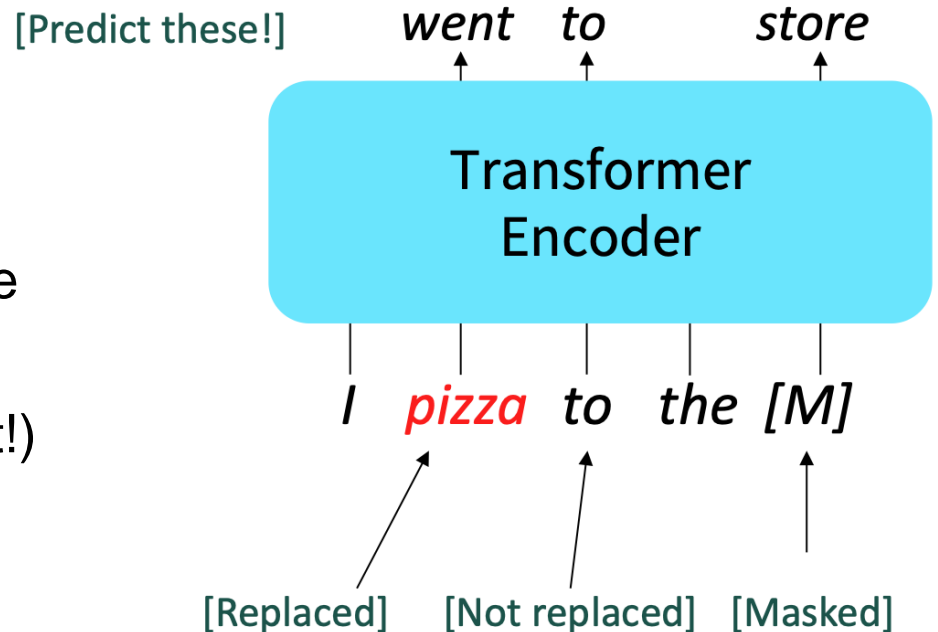 [Predict these!] went to store
Transformer
Encoder
e
t!)
I pizza to the [M]
[Replaced] [Not replaced] [Masked]